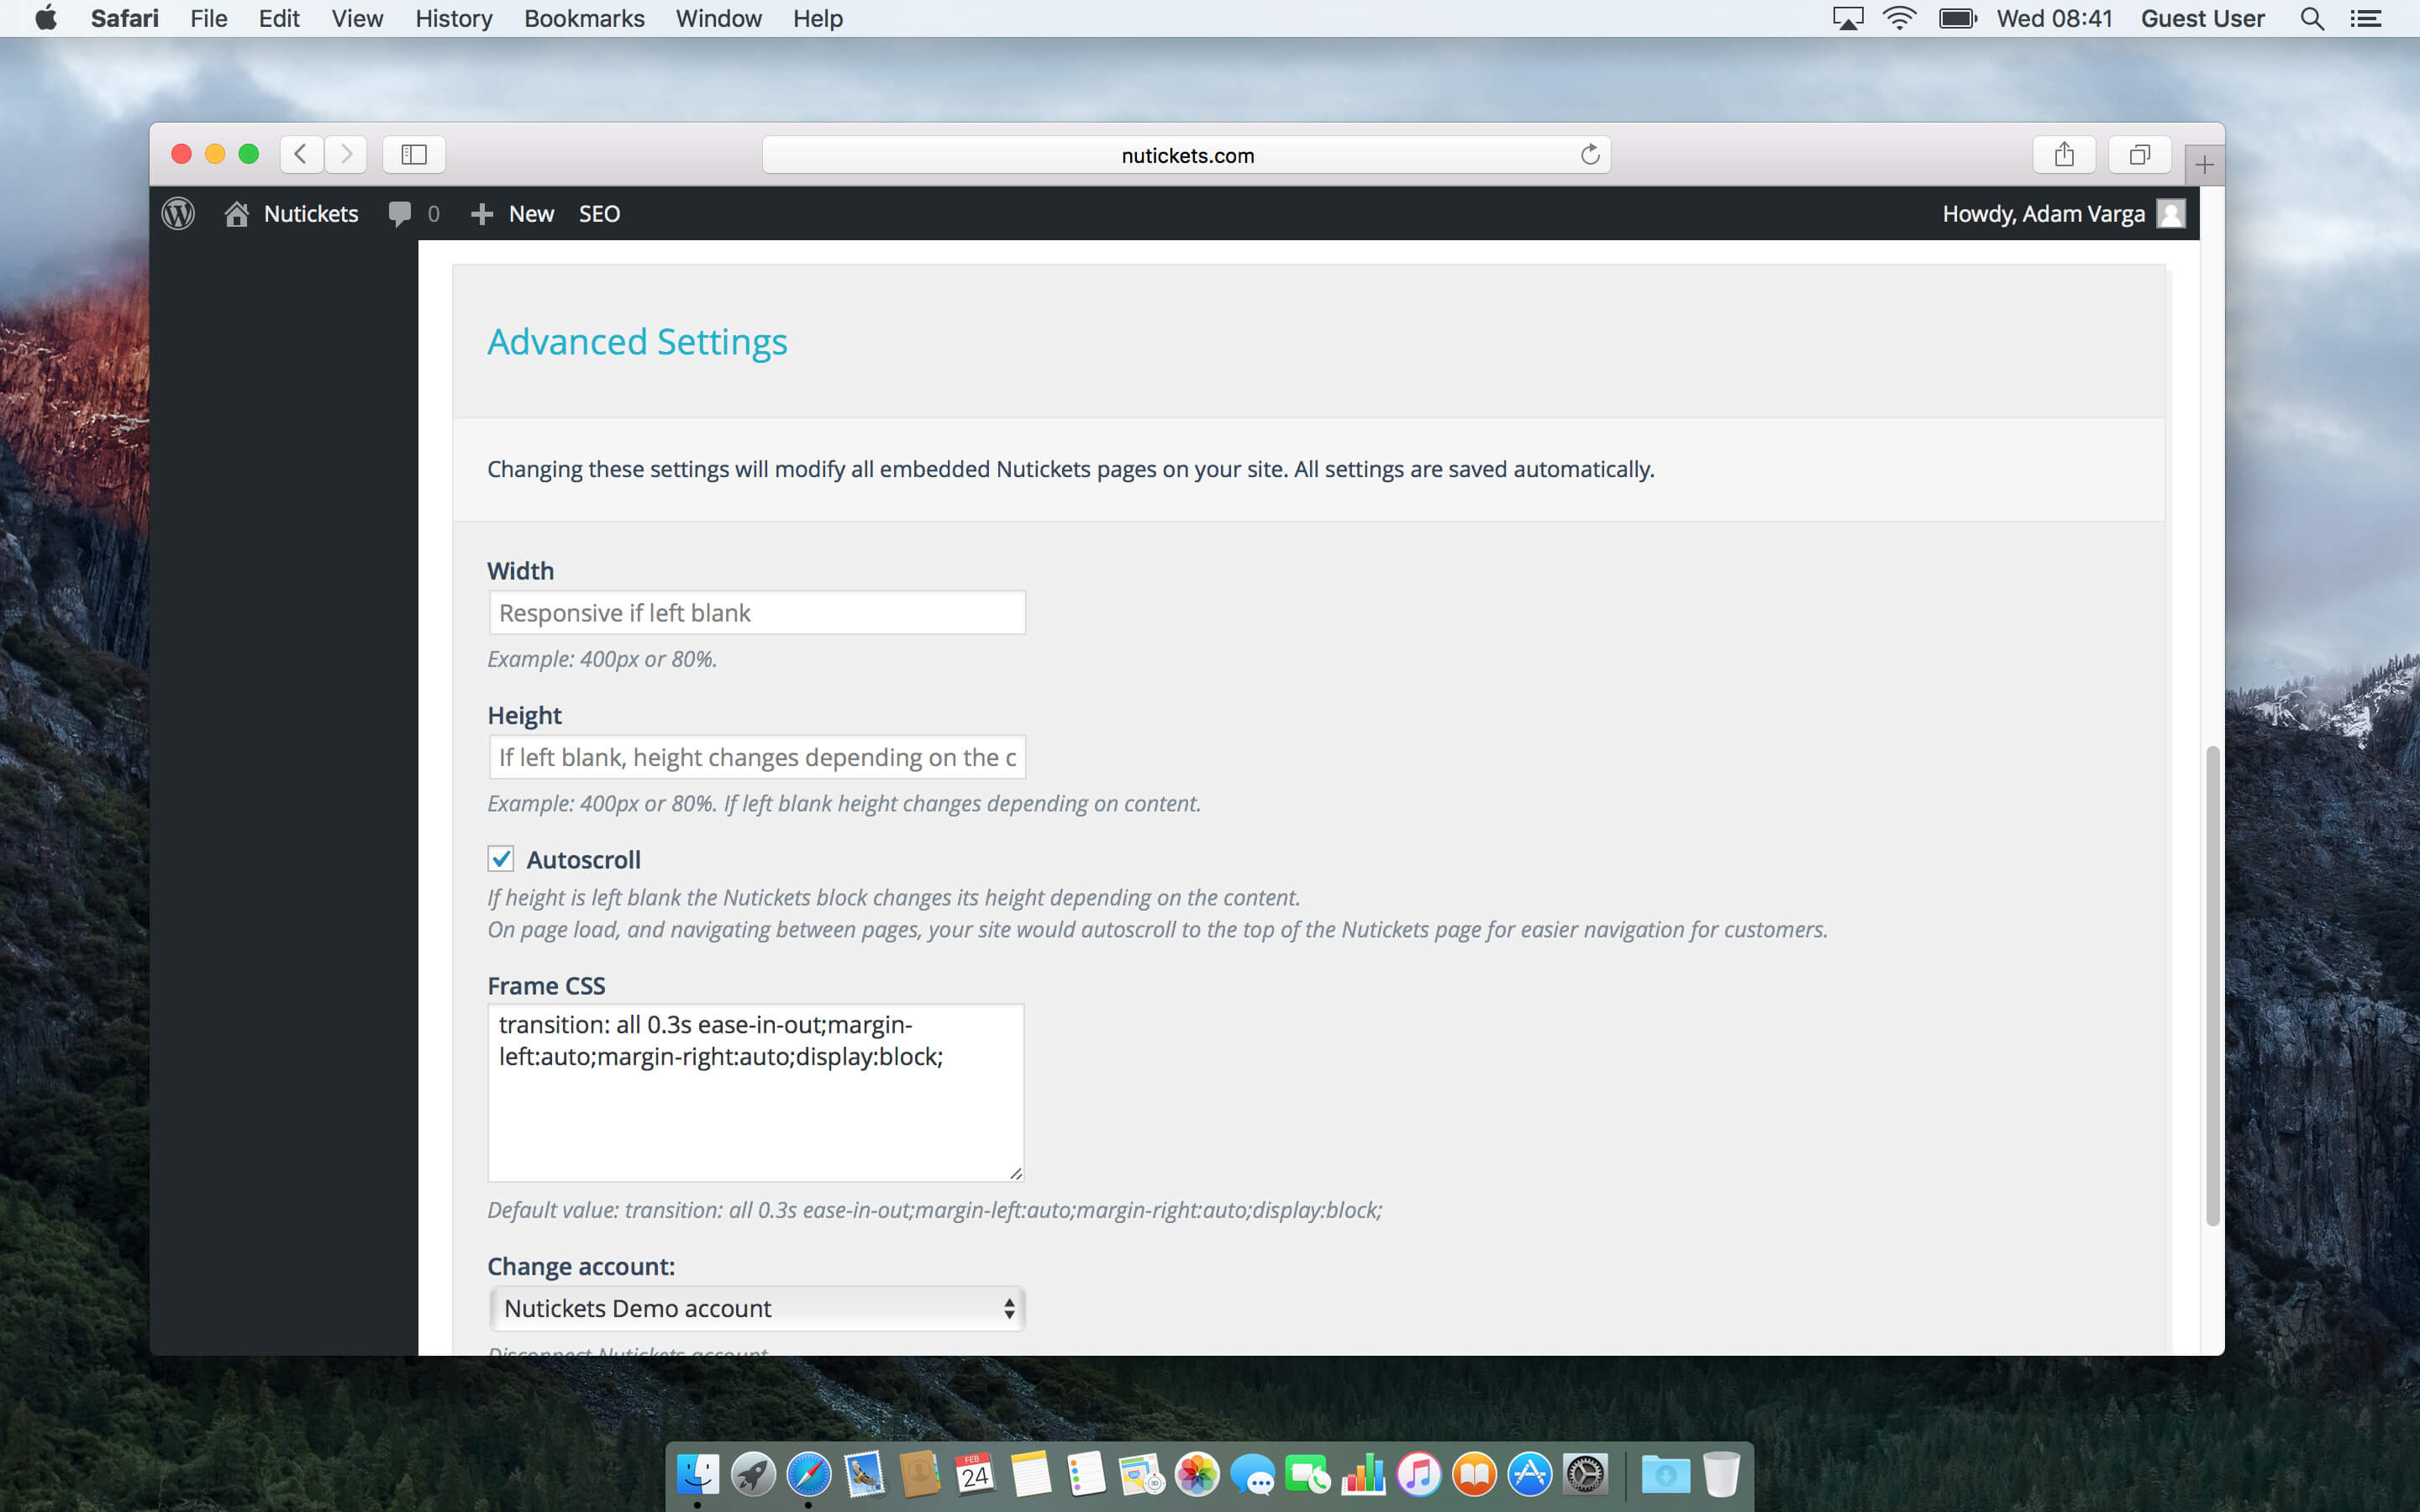 Safari File Edit View History Bookmarks Window Help Wed 08:41 Guest User
nutickets.com
Nutickets 0 New SEO Howdy, Adam Varga
Advanced Settings
Changing these settings will modify all embedded Nutickets pages on your site. All settings are saved automatically.
Width
Responsive if left blank
Example: 400px or 80%.
Height
If left blank, height changes depending on the c
Example: 400px or 80%. If left blank height changes depending on content.
Autoscroll
If height is left blank the Nutickets block changes its height depending on the content.
On page load, and navigating between pages, your site would autoscroll to the top of the Nutickets page for easier navigation for customers.
Frame CSS
transition: all 0.3s ease-in-out;margin-
left:auto;margin-right:auto;display:block;
Default value: transition: all 0.3s ease-in-out;margin-left:auto;margin-right:auto;display:block;
Change account:
Nutickets Demo account
Disconnect Nutickets account
FEB
24